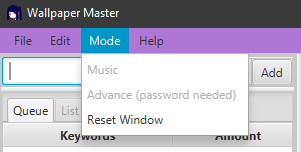 Wallpaper Master
File Edit Mode Help
Music
Add
Advance (password needed)
Reset Window
Queue List
Keywords Amount